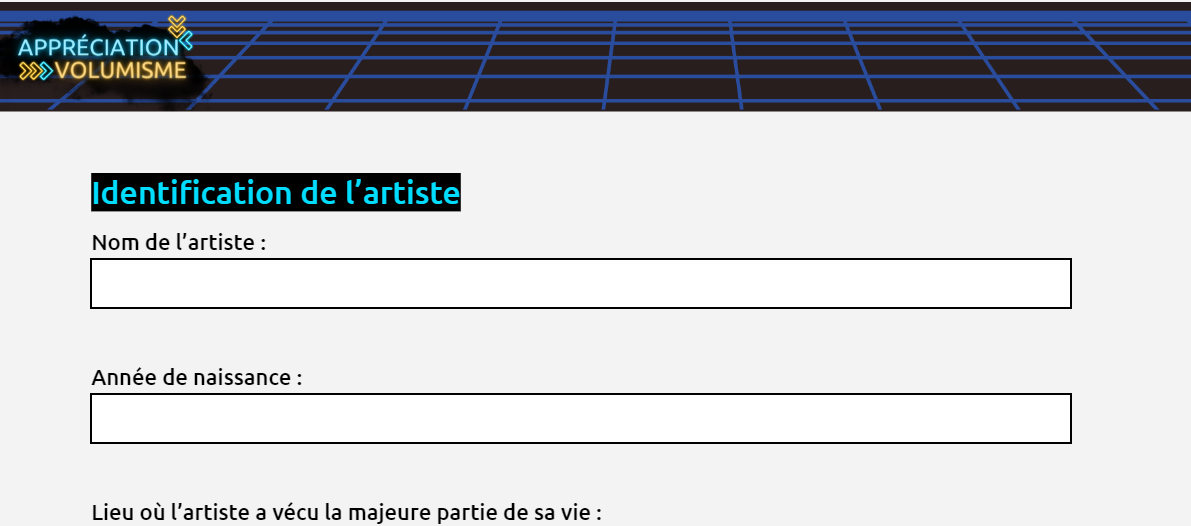 APPRÉCIATION
VOLUMISME
Identification de l’artiste
Nom de l’artiste :
Année de naissance :
Lieu où l’artiste a vécu la majeure partie de sa vie :